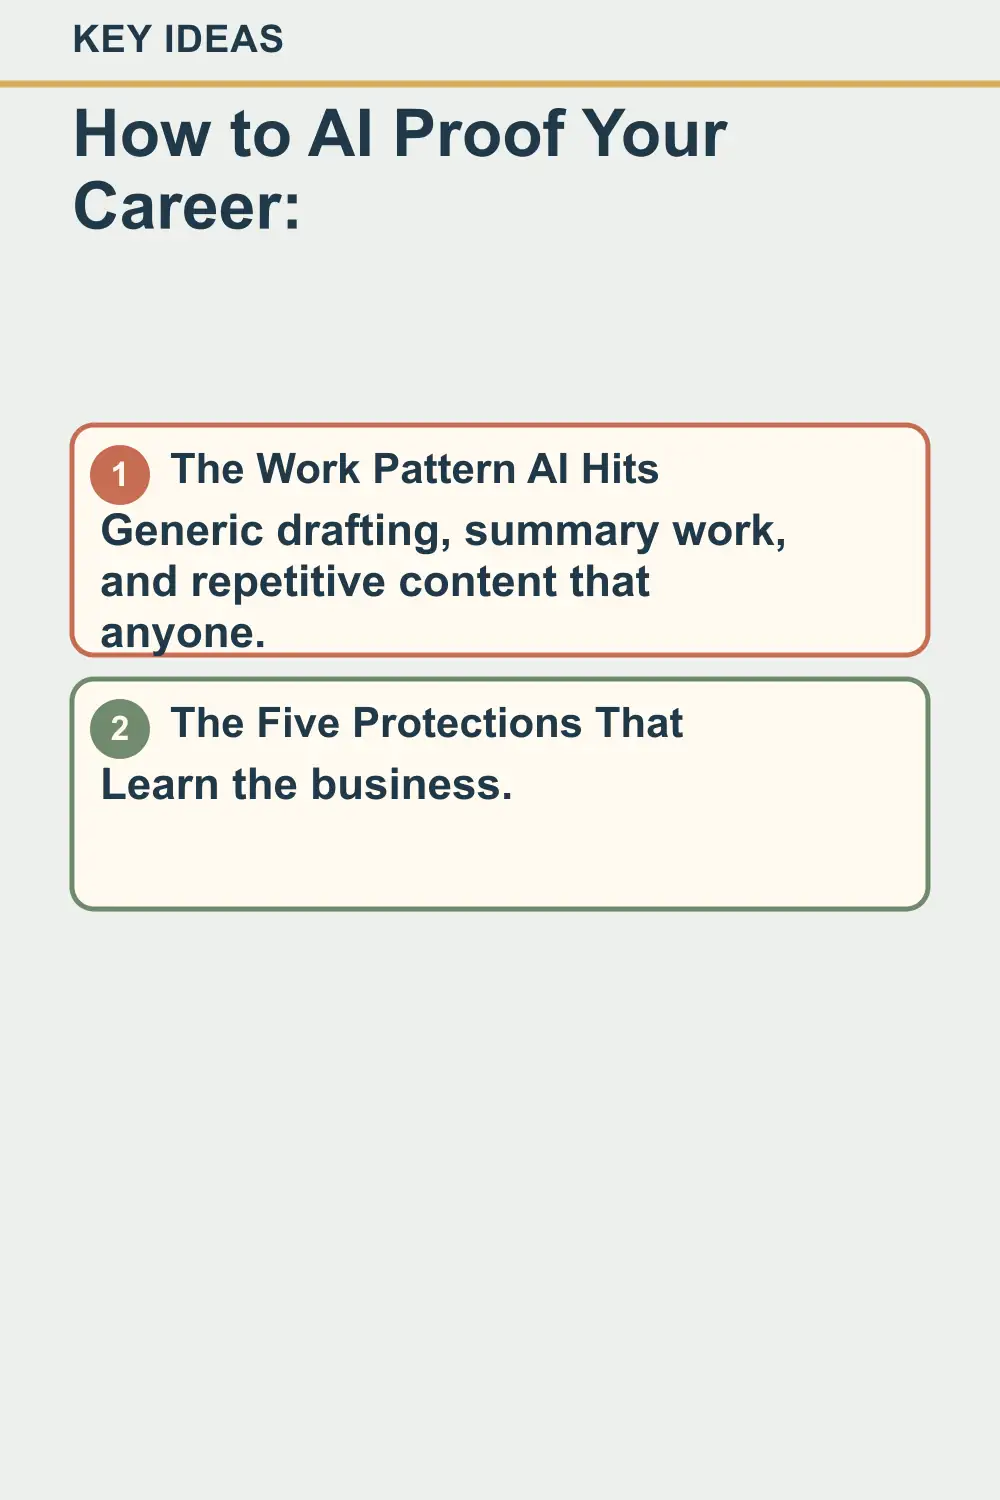 KEY IDEAS
How to AI Proof Your
Career:
1 The Work Pattern AI Hits
Generic drafting, summary work,
and repetitive content that
anyone.
2 The Five Protections That
Learn the business.